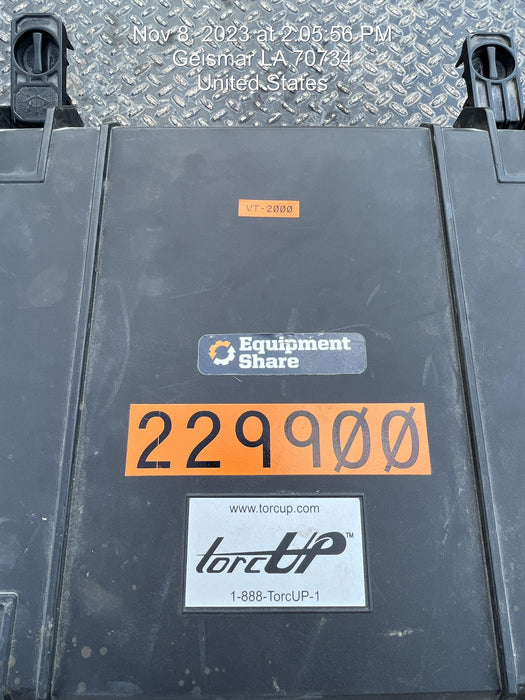 Nov 8, 2023 at 2:05:56 PM
Geismar LA 70734
United States
VT-2000
Equipment
Share
229900
www.torcup.com
torcUP™
1-888-TorcUP-1